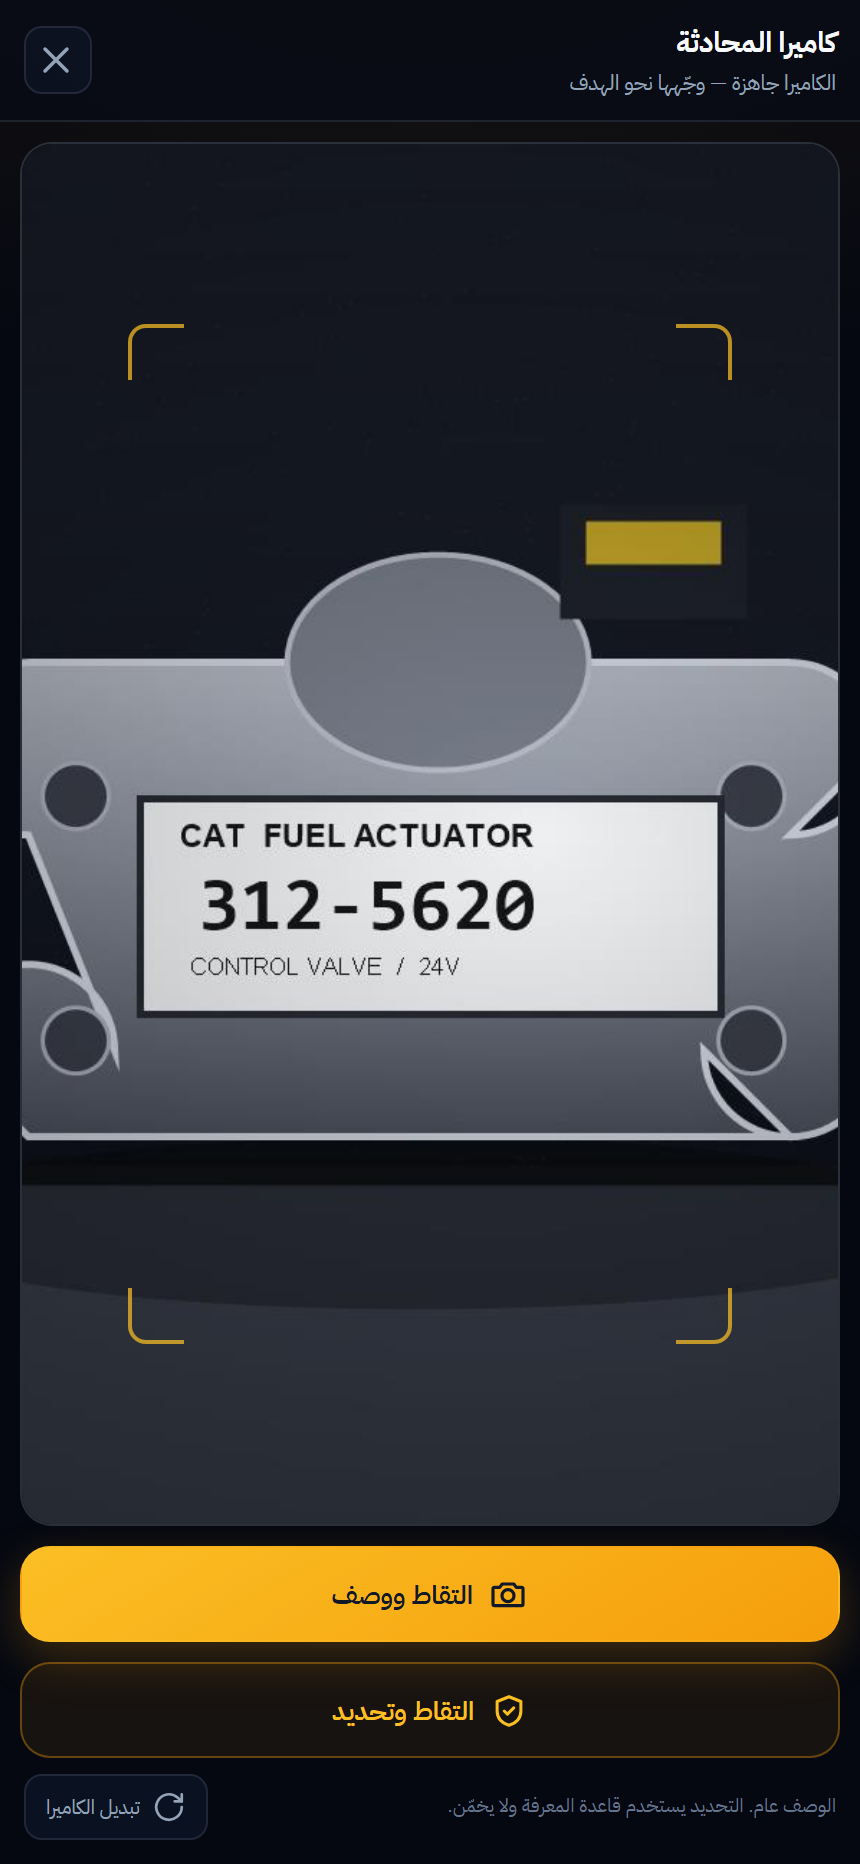 كاميرا المحادثة
الكاميرا جاهزة — وجّهها نحو الهدف
CAT FUEL ACTUATOR
312-5620
CONTROL VALVE / 24V
التقاط ووصف
التقاط وتحديد
الوصف عام. التحديد يستخدم قاعدة المعرفة ولا يخمّن.
تبديل الكاميرا